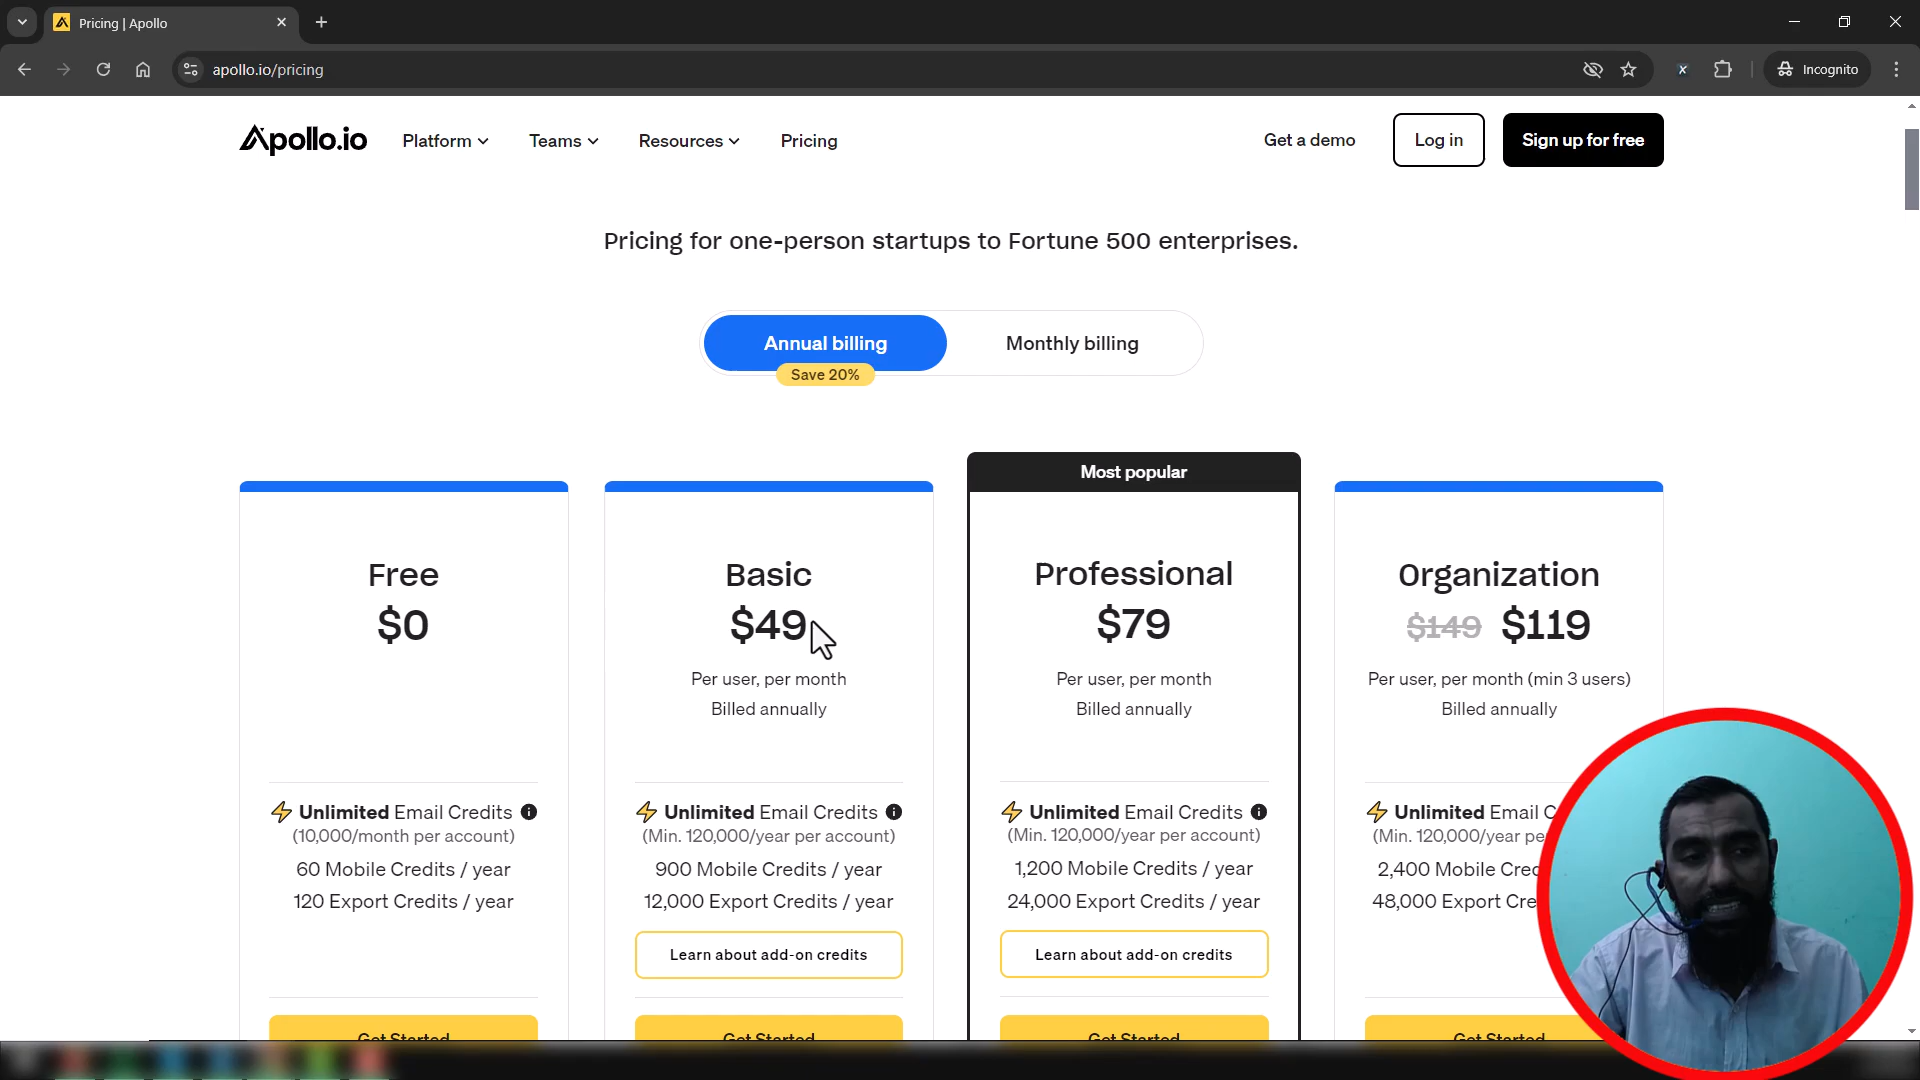 Pricing | Apollo
apollo.io/pricing
Incognito
Apollo.io
Platform
Teams
Resources
Pricing
Get a demo
Log in
Sign up for free
Pricing for one-person startups to Fortune 500 enterprises.
Annual billing
Save 20%
Monthly billing
Free
$0
⚡ Unlimited Email Credits
(10,000/month per account)
60 Mobile Credits / year
120 Export Credits / year
Get Started
Basic
$49
Per user, per month
Billed annually
⚡ Unlimited Email Credits
(Min. 120,000/year per account)
900 Mobile Credits / year
12,000 Export Credits / year
Learn about add-on credits
Get Started
Most popular
Professional
$79
Per user, per month
Billed annually
⚡ Unlimited Email Credits
(Min. 120,000/year per account)
1,200 Mobile Credits / year
24,000 Export Credits / year
Learn about add-on credits
Get Started
Organization
$149 $119
Per user, per month (min 3 users)
Billed annually
⚡ Unlimited Email C
(Min. 120,000/year pe
2,400 Mobile Cred
48,000 Export Cre
Get Started